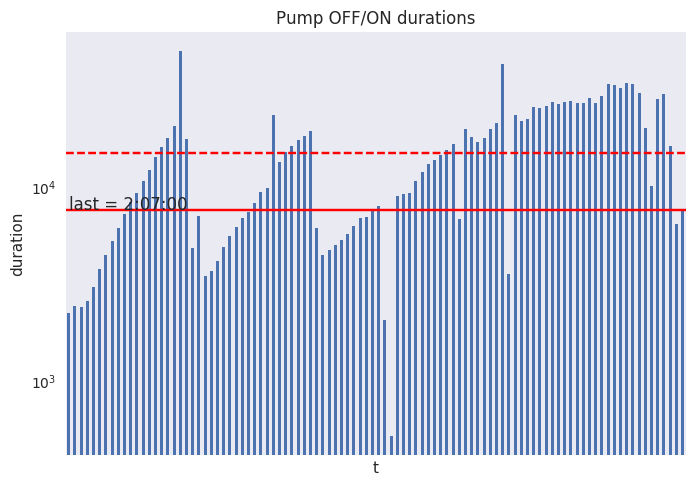 Pump OFF/ON durations
10^4
last = 2:07:00
duration
10^3
t